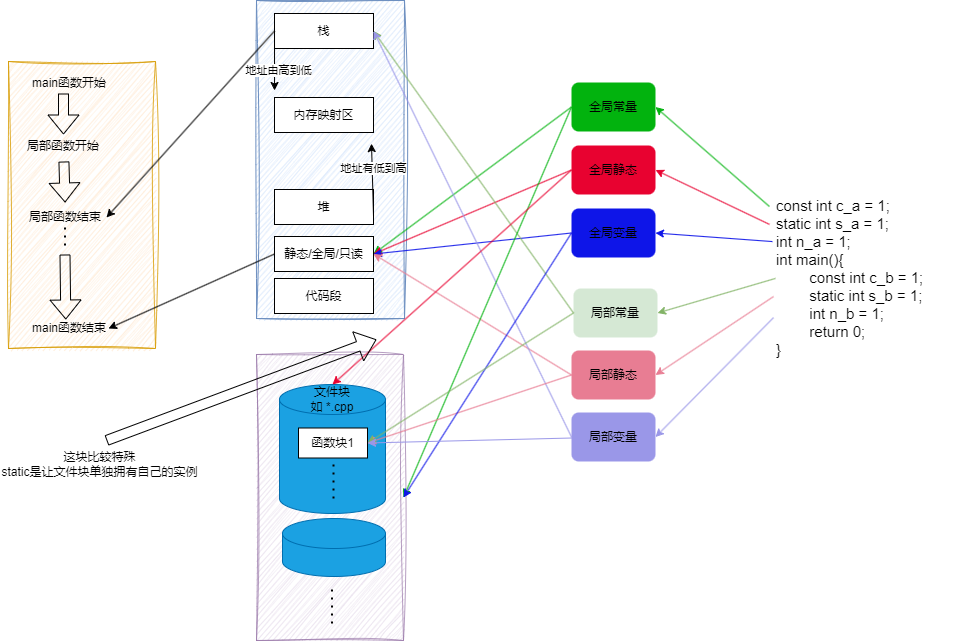 main函数开始
局部函数开始
局部函数结束
main函数结束
栈
地址由高到低
内存映射区
地址有低到高
堆
静态/全局/只读
代码段
全局常量
全局静态
全局变量
局部常量
局部静态
局部变量
const int c_a = 1;
static int s_a = 1;
int n_a = 1;
int main(){
const int c_b = 1;
static int s_b = 1;
int n_b = 1;
return 0;
}
文件块
如 *.cpp
函数块1
这块比较特殊
static是让文件块单独拥有自己的实例